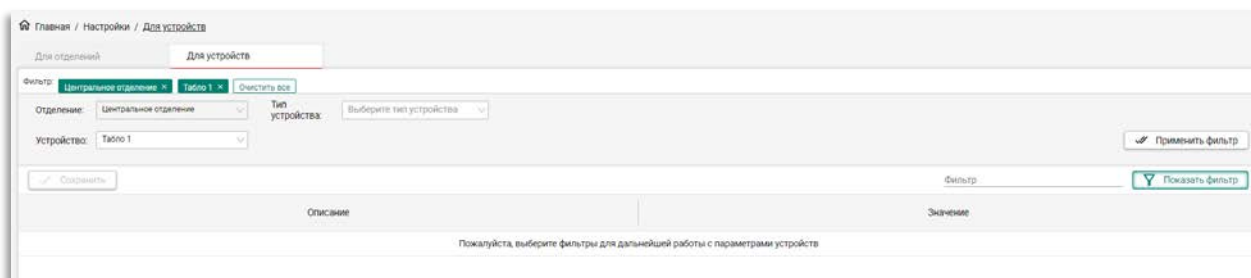 Главная / Настройки / Для устройств
Для отделений Для устройств
Фильтр: Центральное отделение × Табло 1 × Очистить все
Отделение: Центральное отделение Тип устройства: Выберите тип устройства
Устройство: Табло 1 Применить фильтр
Сохранить Фильтр Показать фильтр
Описание Значение
Пожалуйста, выберите фильтры для дальнейшей работы с параметрами устройств